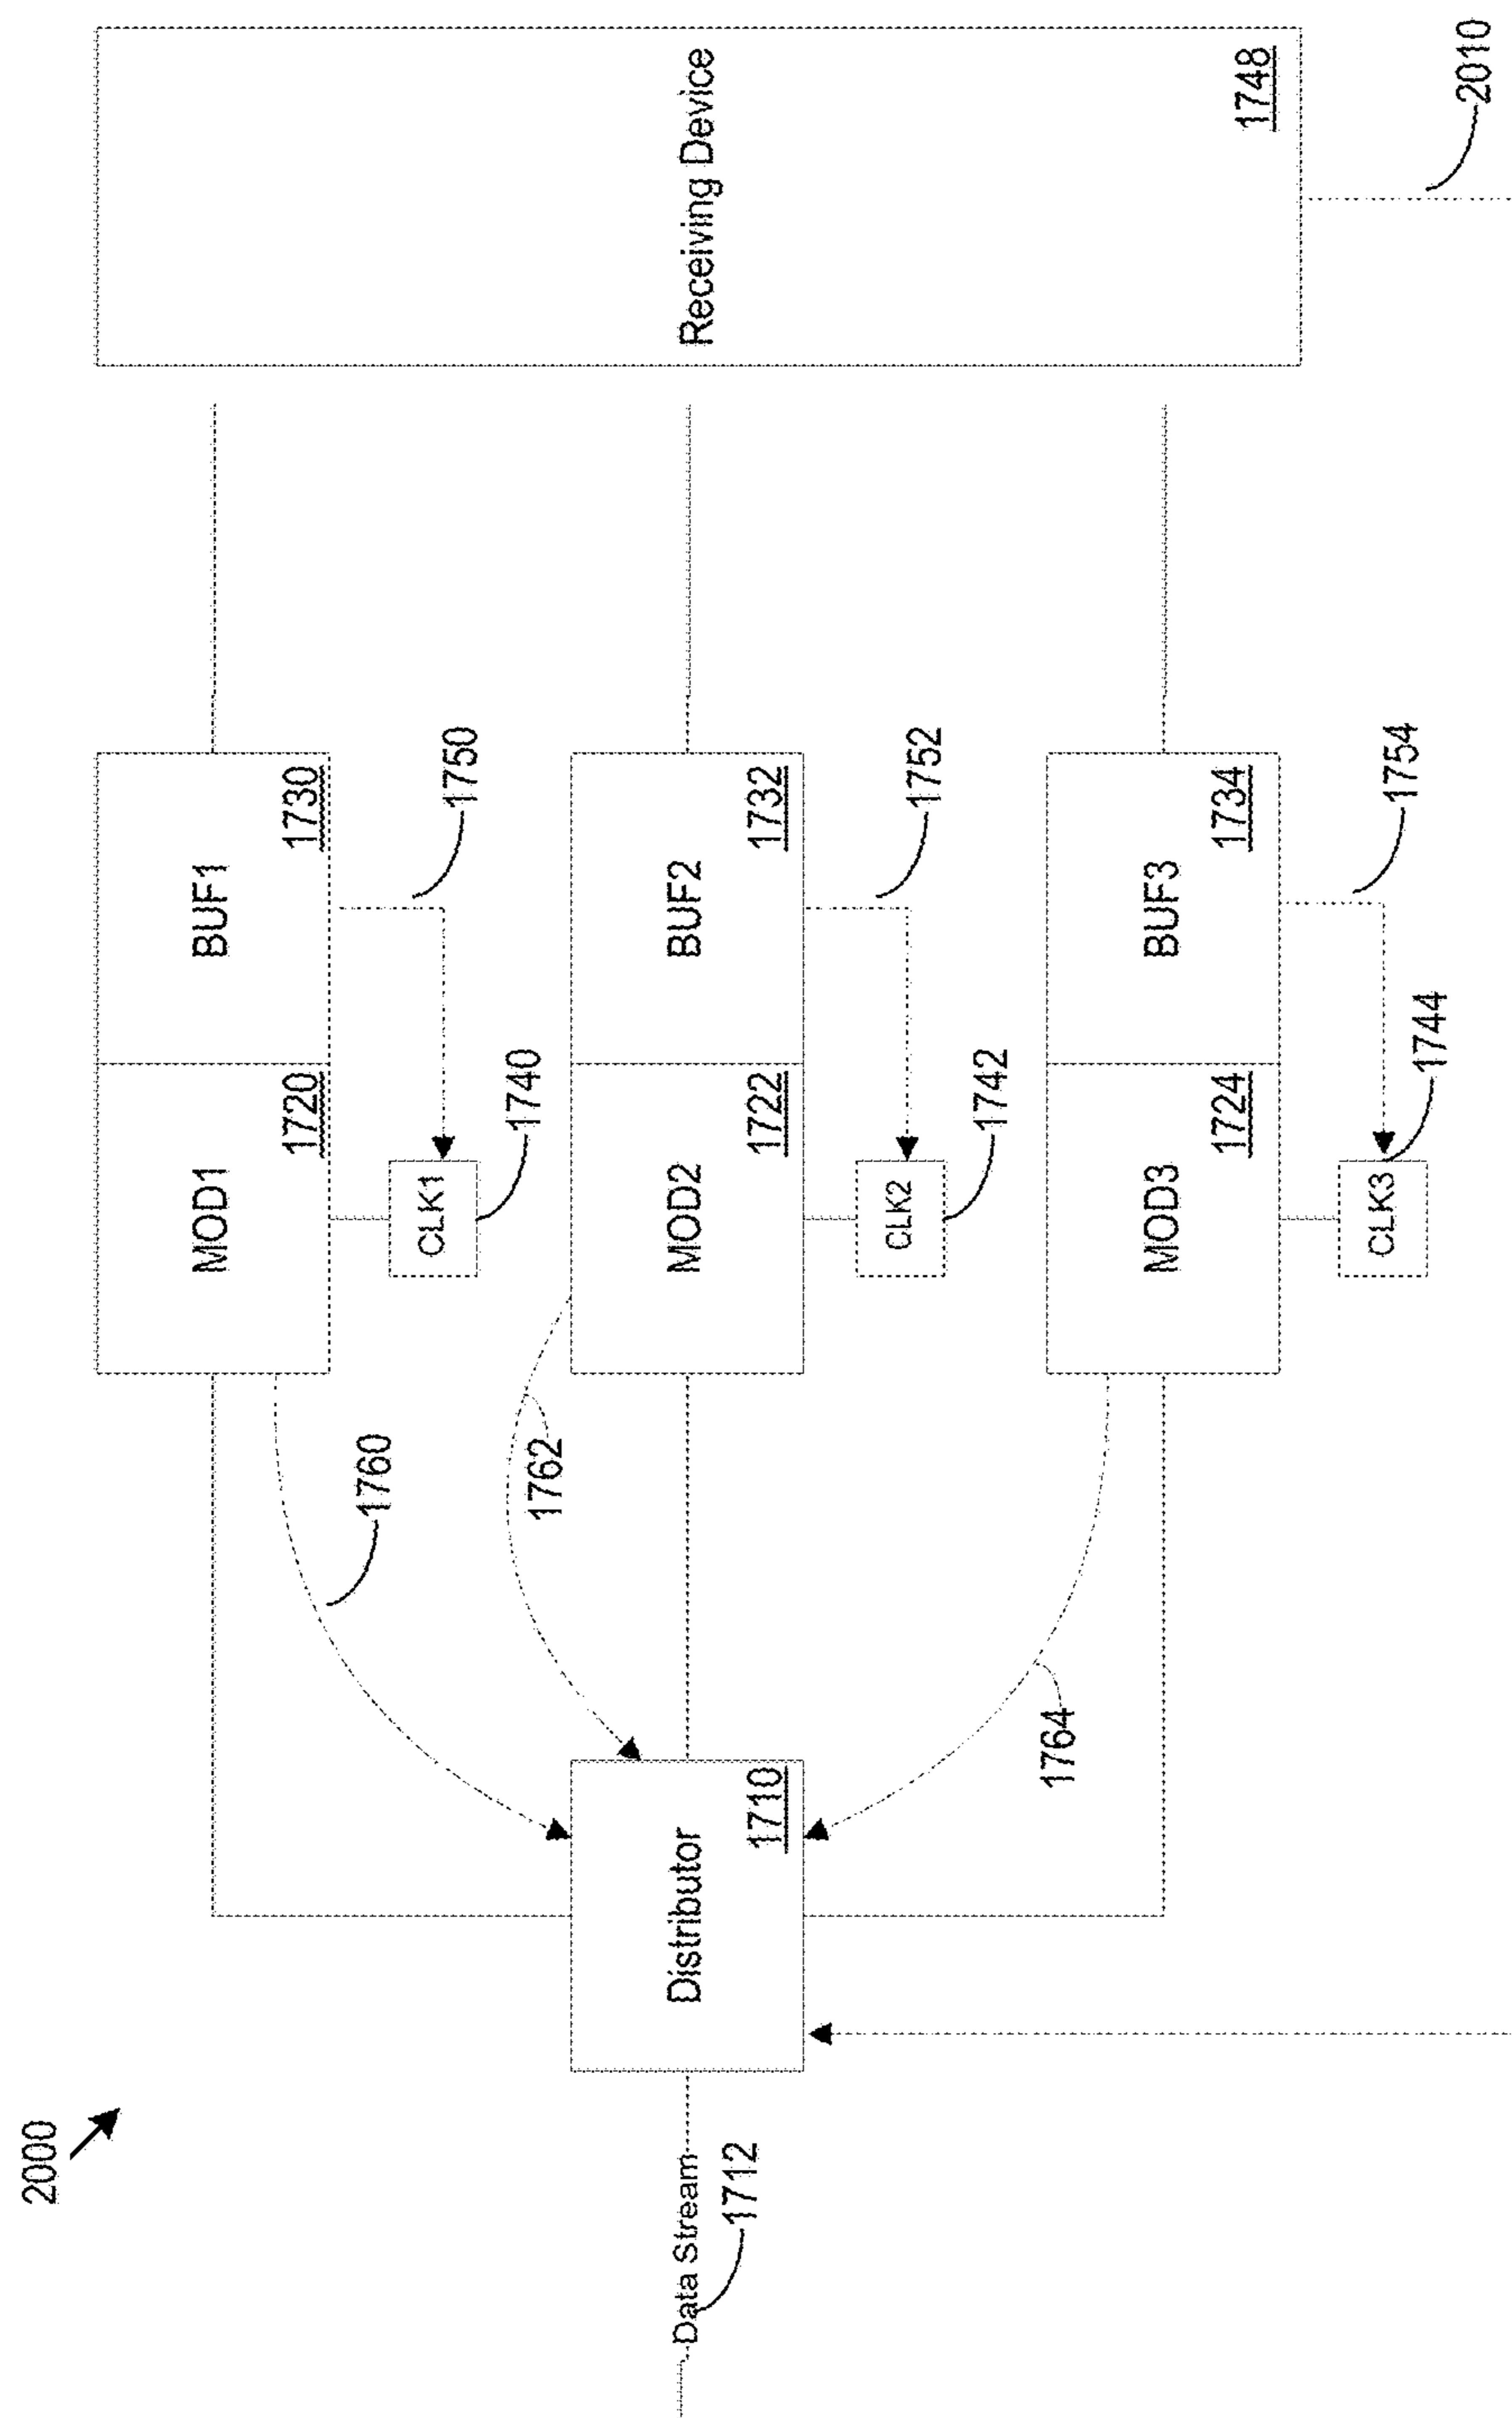 2000
Data Stream
1712
Distributor
1710
1760
1762
1764
MOD1
1720
BUF1
1730
CLK1
1740
1750
MOD2
1722
BUF2
1732
CLK2
1742
1752
MOD3
1724
BUF3
1734
CLK3
1744
1754
Receiving Device
1748
2010